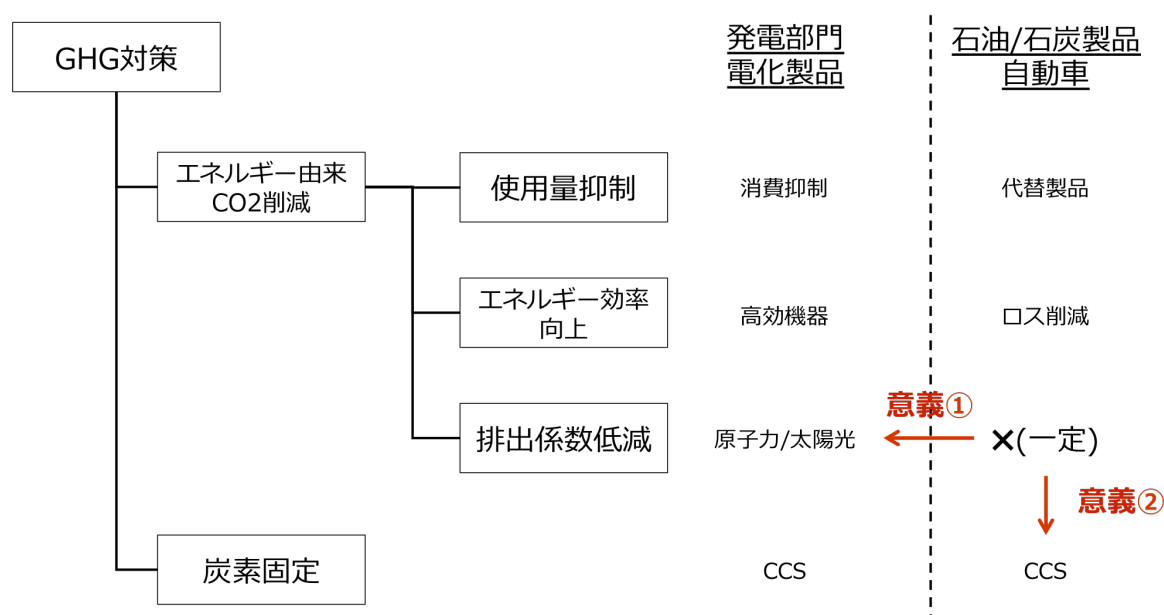 GHG対策
発電部門
電化製品
石油/石炭製品
自動車
エネルギー由来
CO2削減
使用量抑制
消費抑制
代替製品
エネルギー効率
向上
高効機器
ロス削減
排出係数低減
原子力/太陽光
意義①
×(一定)
意義②
炭素固定
CCS
CCS